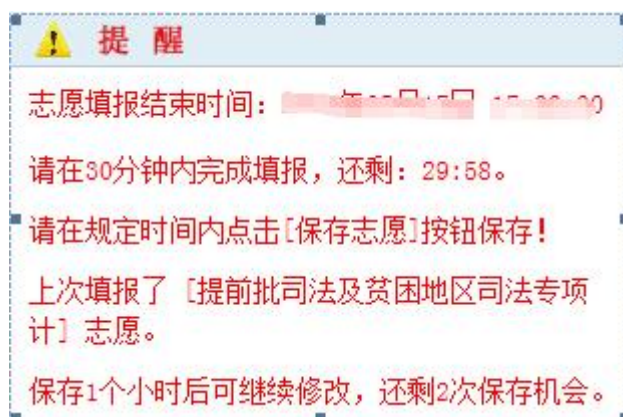 提 醒
志愿填报结束时间：
请在30分钟内完成填报，还剩：29:58。
请在规定时间内点击[保存志愿]按钮保存！
上次填报了 [提前批司法及贫困地区司法专项
计] 志愿。
保存1个小时后可继续修改，还剩2次保存机会。